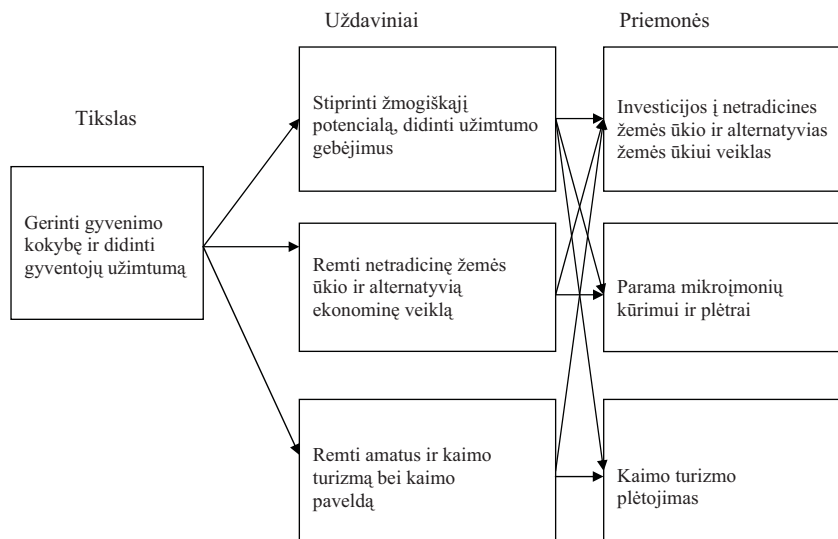 Tikslas
Gerinti gyvenimo
kokybę ir didinti
gyventojų užimtumą
Uždaviniai
Stiprinti žmogiškąjį
potencialą, didinti užimtumo
gebėjimus
Remti netradicinę žemės
ūkio ir alternatyvią
ekonominę veiklą
Remti amatus ir kaimo
turizmą bei kaimo
paveldą
Priemonės
Investicijos į netradicines
žemės ūkio ir alternatyvias
žemės ūkiui veiklas
Parama mikroįmonių
kūrimui ir plėtrai
Kaimo turizmo
plėtojimas